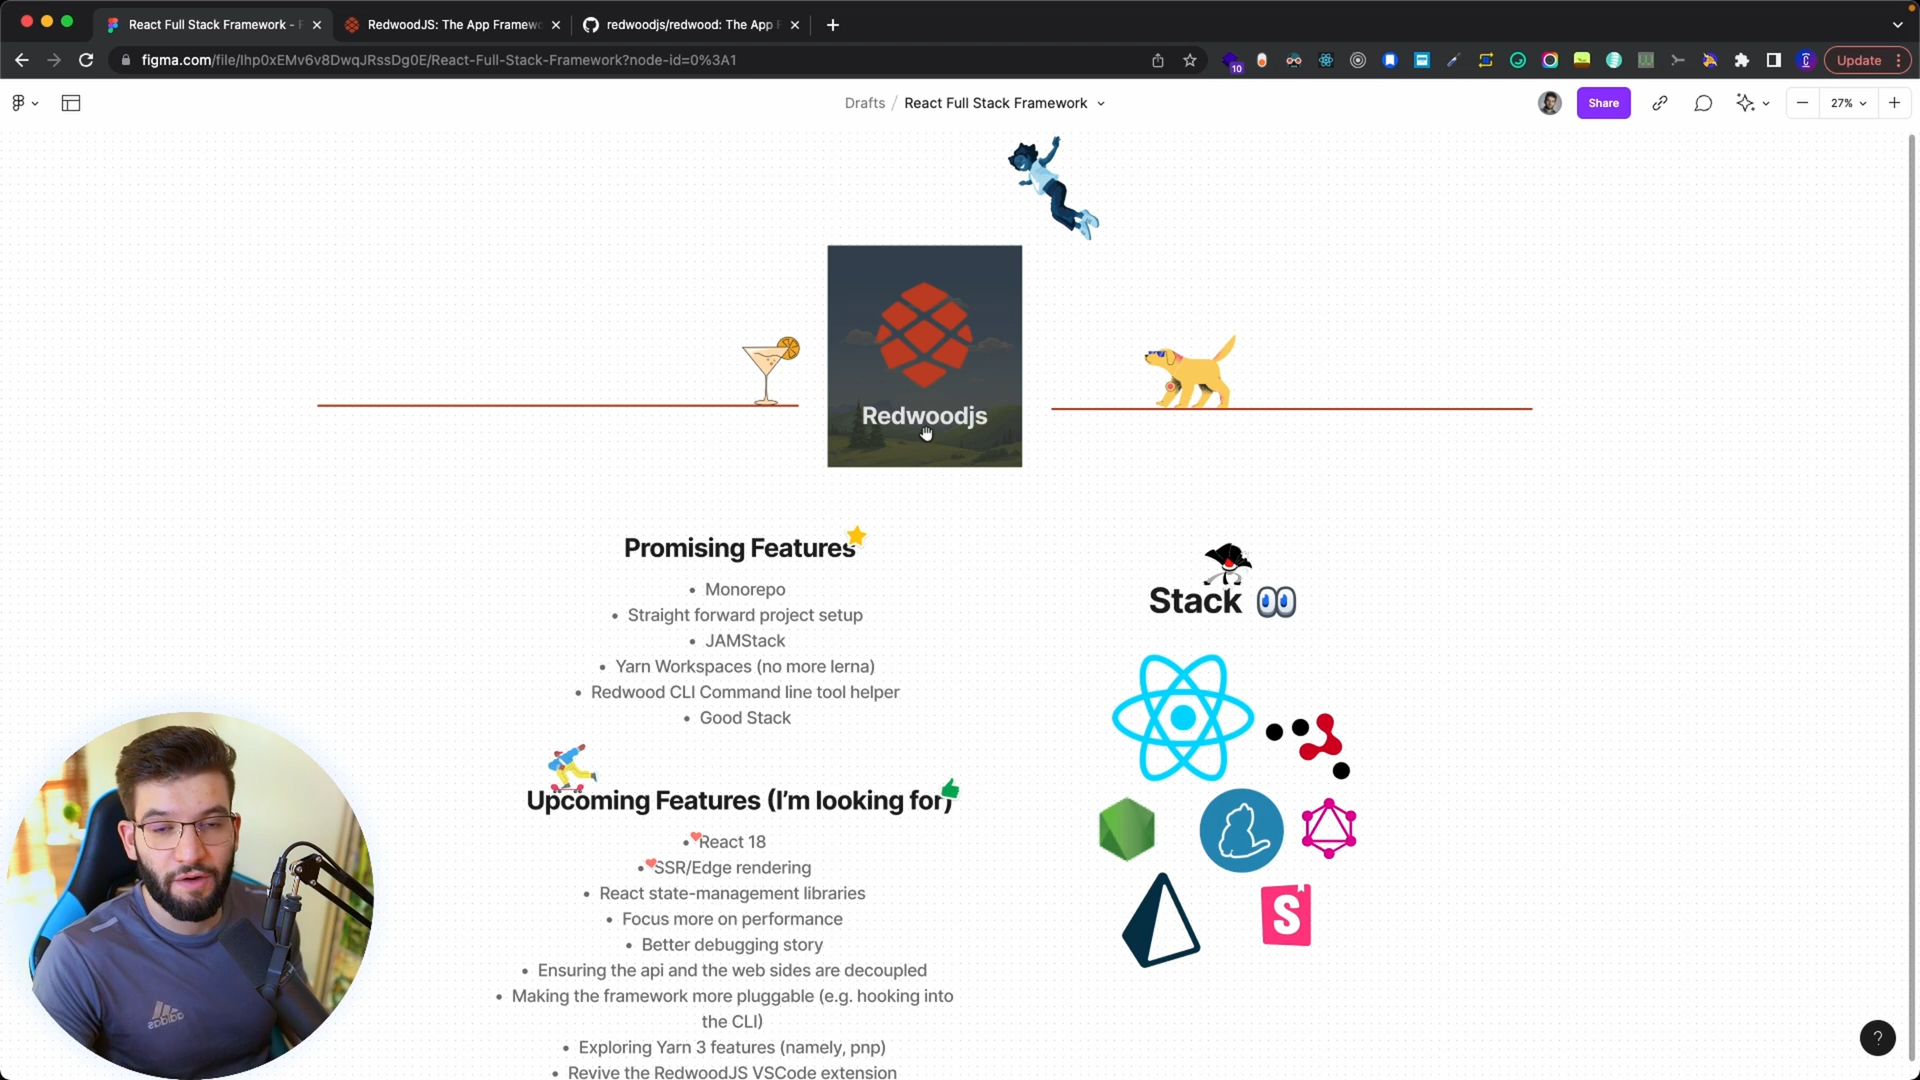 React Full Stack Framework - F
RedwoodJS: The App Framewo
redwoodjs/redwood: The App F
figma.com/file/Ihp0xEMv6v8DwqJRssDg0E/React-Full-Stack-Framework?node-id=0%3A1
10
Update
Drafts / React Full Stack Framework
Share
27%
Redwoodjs
Promising Features
• Monorepo
• Straight forward project setup
• JAMStack
• Yarn Workspaces (no more lerna)
• Redwood CLI Command line tool helper
• Good Stack
Upcoming Features (I'm looking for)
• React 18
• SSR/Edge rendering
• React state-management libraries
• Focus more on performance
• Better debugging story
• Ensuring the api and the web sides are decoupled
• Making the framework more pluggable (e.g. hooking into
the CLI)
• Exploring Yarn 3 features (namely, pnp)
• Revive the RedwoodJS VSCode extension
Stack
S
adidas
?